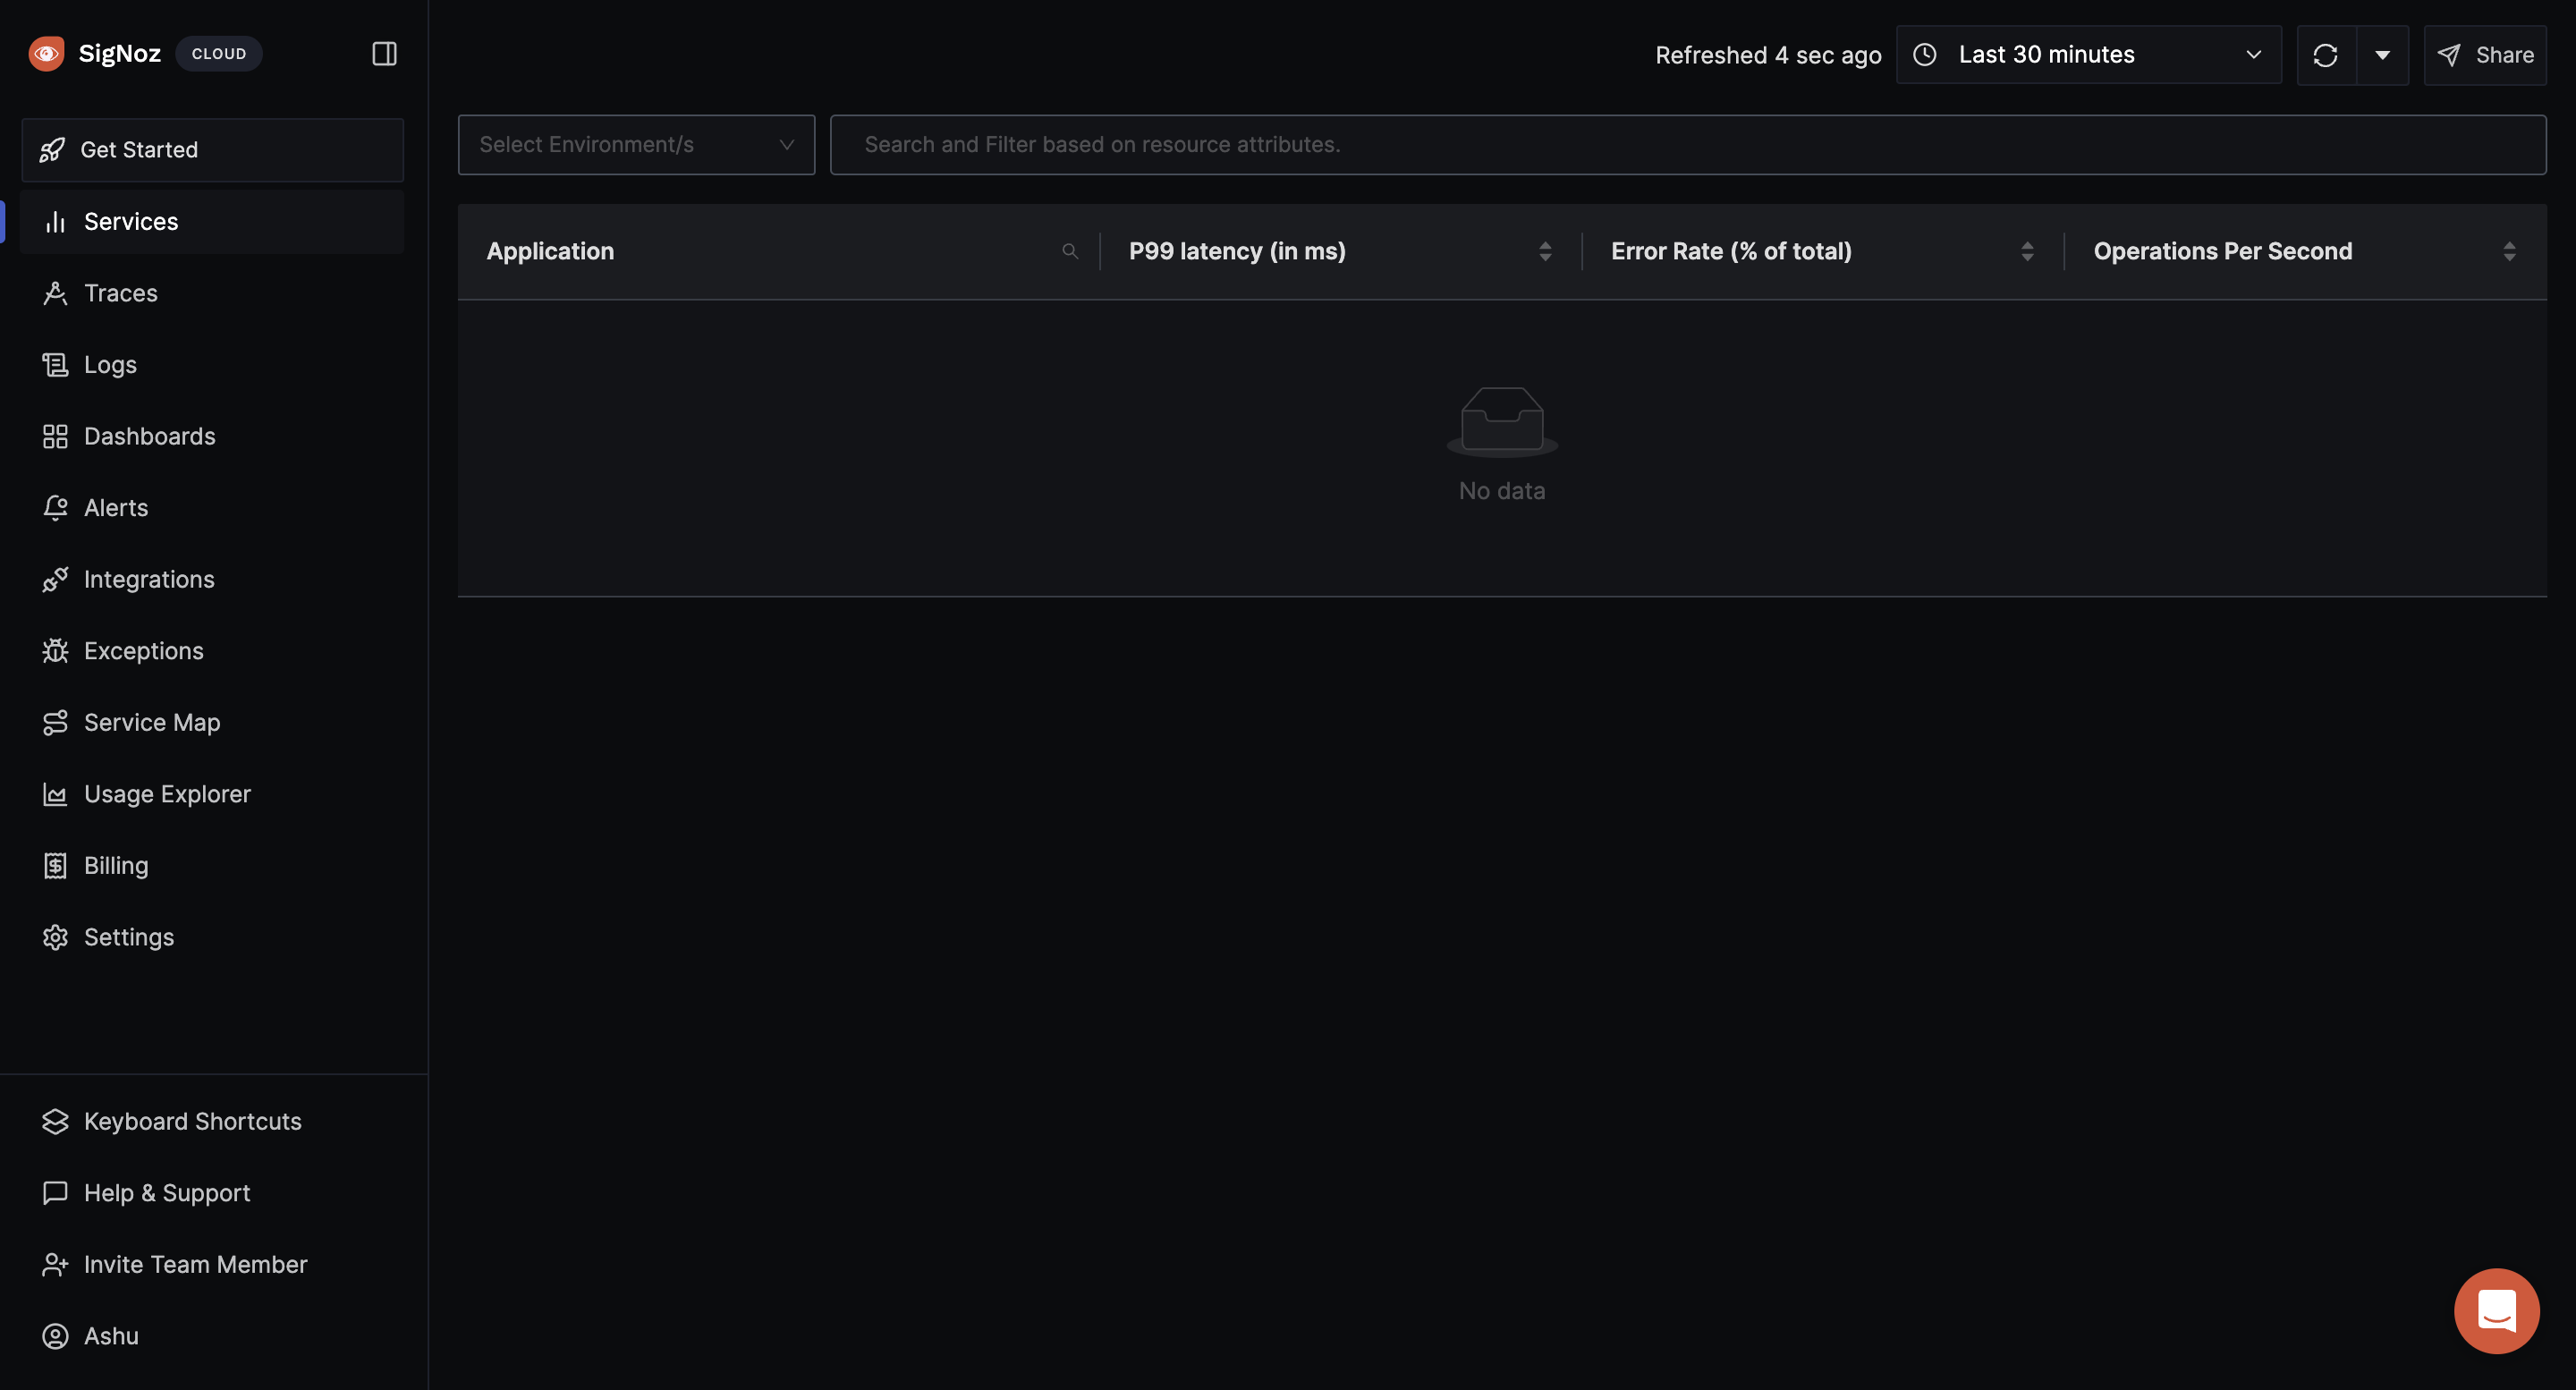 SigNoz CLOUD
Get Started
Services
Traces
Logs
Dashboards
Alerts
Integrations
Exceptions
Service Map
Usage Explorer
Billing
Settings
Keyboard Shortcuts
Help & Support
Invite Team Member
Ashu
Refreshed 4 sec ago Last 30 minutes Share
Select Environment/s Search and Filter based on resource attributes.
Application P99 latency (in ms) Error Rate (% of total) Operations Per Second
No data